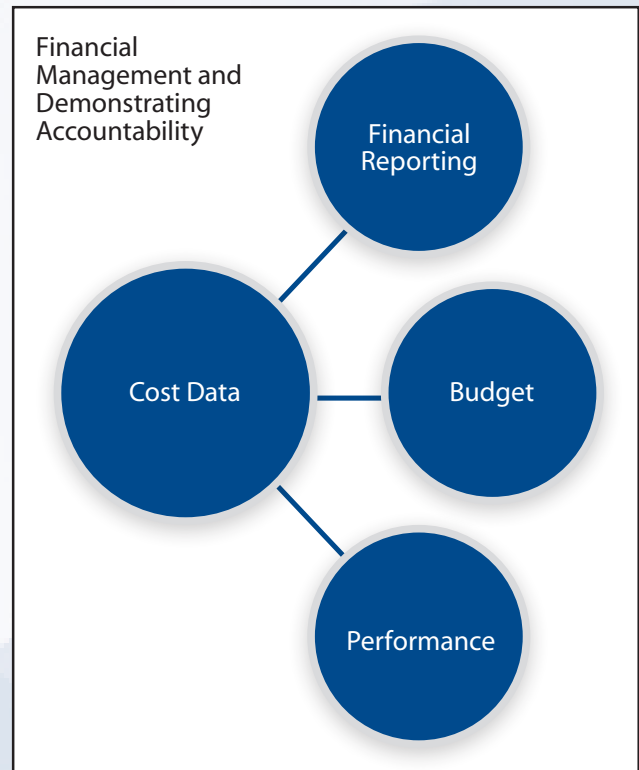 Financial
Management and
Demonstrating
Accountability
Financial
Reporting
Cost Data
Budget
Performance